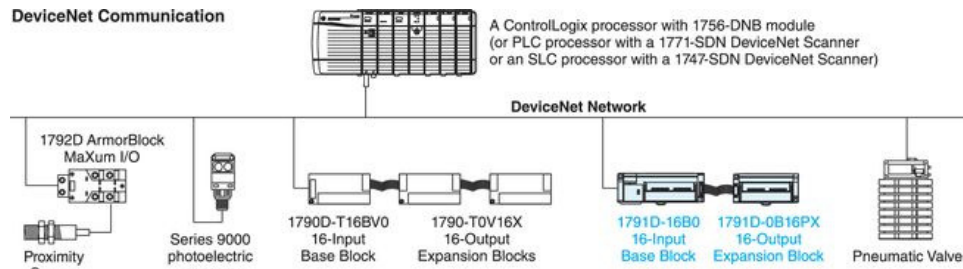 DeviceNet Communication
A ControlLogix processor with 1756-DNB module
(or PLC processor with a 1771-SDN DeviceNet Scanner
or an SLC processor with a 1747-SDN DeviceNet Scanner)
DeviceNet Network
1792D ArmorBlock
MaXum I/O
Proximity
Series 9000
photoelectric
1790D-T16BV0
16-Input
Base Block
1790-T0V16X
16-Output
Expansion Blocks
1791D-16B0
16-Input
Base Block
1791D-0B16PX
16-Output
Expansion Block
Pneumatic Valve